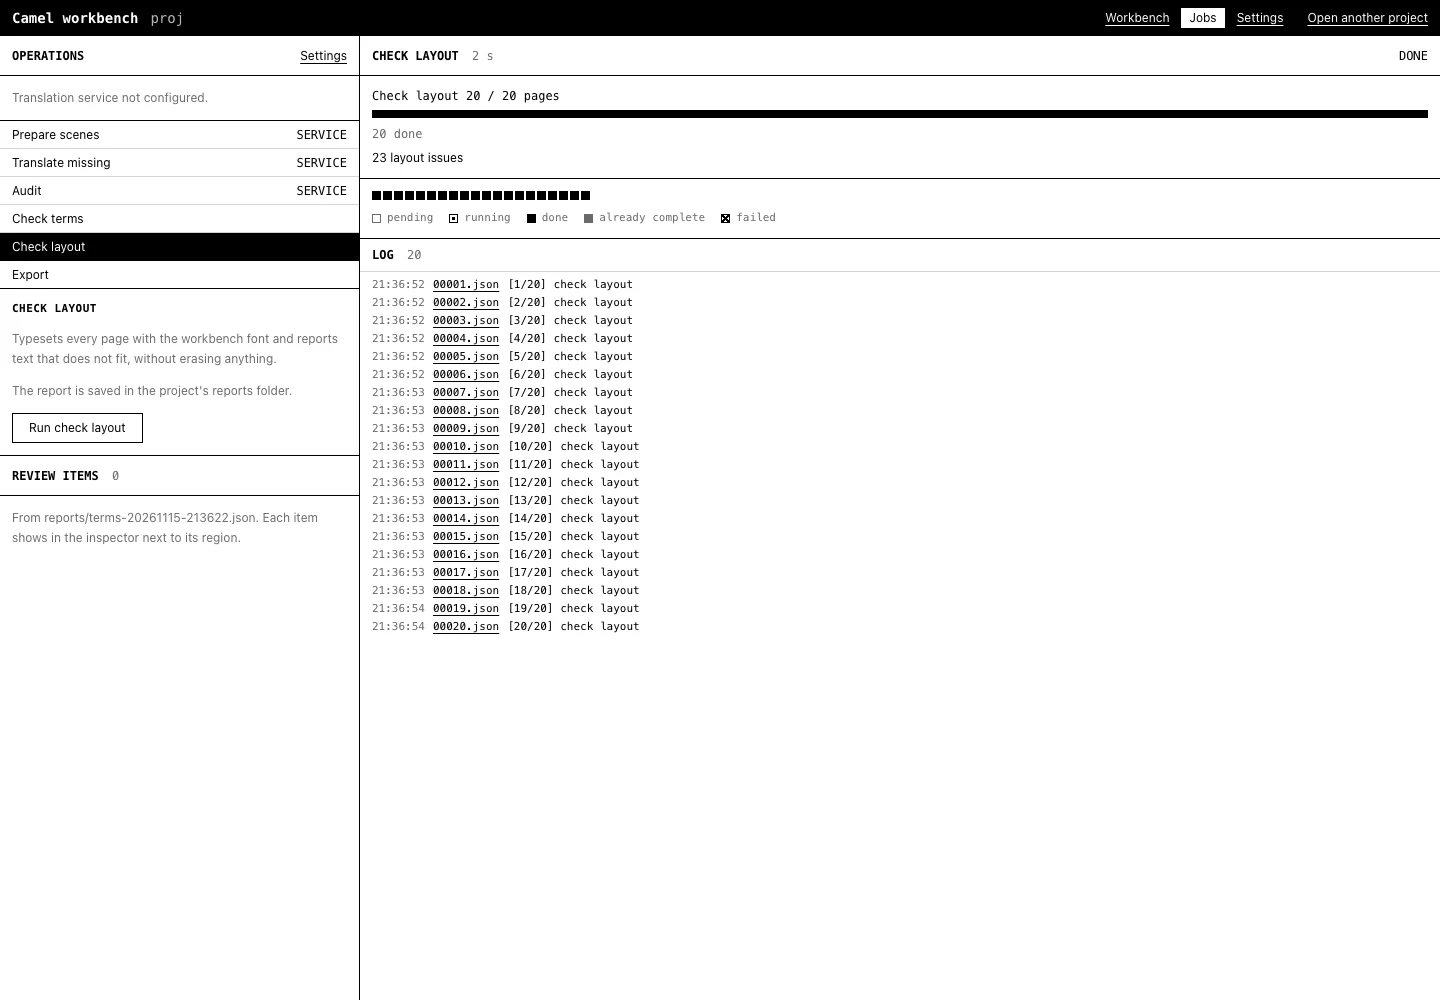 Camel workbench proj
Workbench Jobs Settings Open another project
OPERATIONS Settings
Translation service not configured.
Prepare scenes SERVICE
Translate missing SERVICE
Audit SERVICE
Check terms
Check layout
Export
CHECK LAYOUT
Typesets every page with the workbench font and reports
text that does not fit, without erasing anything.
The report is saved in the project's reports folder.
Run check layout
REVIEW ITEMS 0
From reports/terms-20261115-213622.json. Each item
shows in the inspector next to its region.
CHECK LAYOUT 2 s DONE
Check layout 20 / 20 pages
20 done
23 layout issues
pending running done already complete failed
LOG 20
21:36:52 00001.json [1/20] check layout
21:36:52 00002.json [2/20] check layout
21:36:52 00003.json [3/20] check layout
21:36:52 00004.json [4/20] check layout
21:36:52 00005.json [5/20] check layout
21:36:52 00006.json [6/20] check layout
21:36:53 00007.json [7/20] check layout
21:36:53 00008.json [8/20] check layout
21:36:53 00009.json [9/20] check layout
21:36:53 00010.json [10/20] check layout
21:36:53 00011.json [11/20] check layout
21:36:53 00012.json [12/20] check layout
21:36:53 00013.json [13/20] check layout
21:36:53 00014.json [14/20] check layout
21:36:53 00015.json [15/20] check layout
21:36:53 00016.json [16/20] check layout
21:36:53 00017.json [17/20] check layout
21:36:53 00018.json [18/20] check layout
21:36:54 00019.json [19/20] check layout
21:36:54 00020.json [20/20] check layout